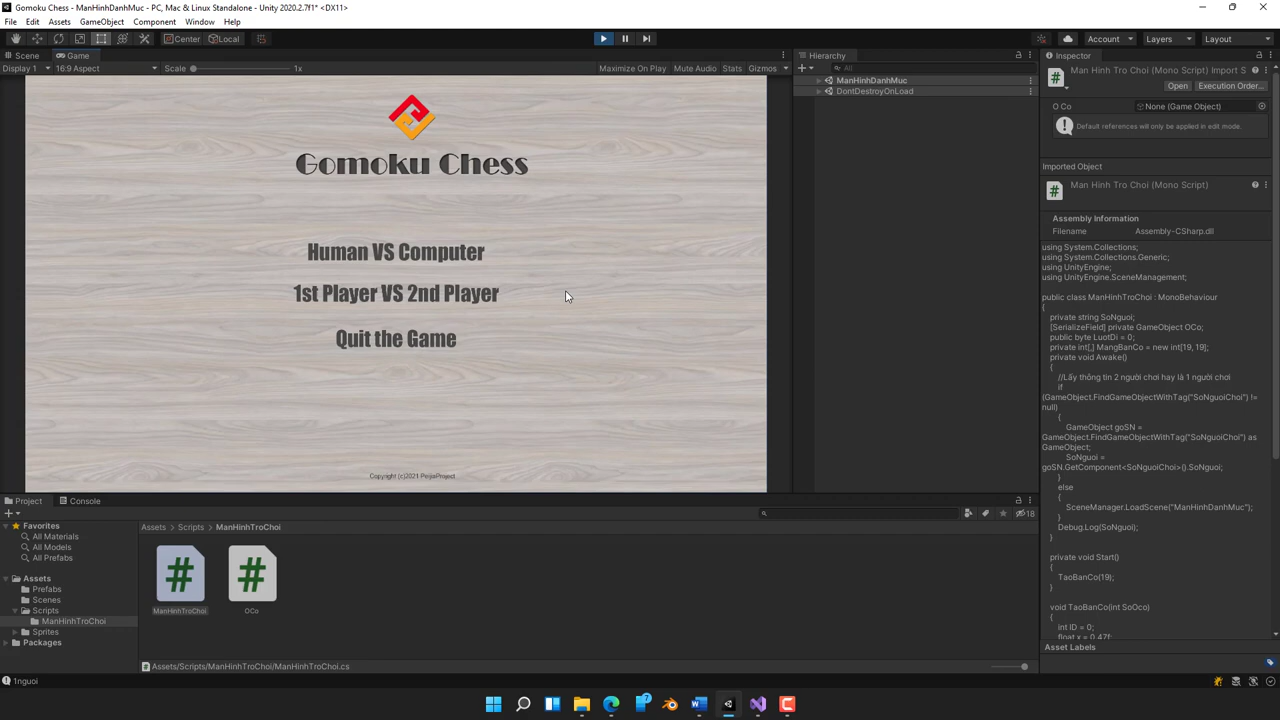 Gomoku Chess - ManHinhDanhMuc - PC, Mac & Linux Standalone - Unity 2020.2.7f1* <DX11>
File Edit Assets GameObject Component Window Help
Center Local Account Layers Layout
Scene Game Hierarchy Inspector
Display 1 16:9 Aspect Scale 1x Maximize On Play Mute Audio Stats Gizmos All
Man Hinh Tro Choi (Mono Script) Import S
Open Execution Order...
ManHinhDanhMuc
DontDestroyOnLoad
O Co None (Game Object)
Default references will only be applied in edit mode.
Gomoku Chess
Human VS Computer
1st Player VS 2nd Player
Quit the Game
Copyright (c)2021 PeijiaProject
Imported Object
Man Hinh Tro Choi (Mono Script)
Assembly Information
Filename Assembly-CSharp.dll
using System.Collections;
using System.Collections.Generic;
using UnityEngine;
using UnityEngine.SceneManagement;
public class ManHinhTroChoi : MonoBehaviour
{
private string SoNguoi;
[SerializeField] private GameObject OCo;
public byte LuotDi = 0;
private int[,] MangBanCo = new int[19, 19];
private void Awake()
{
//Lấy thông tin 2 người chơi hay là 1 người chơi
if
(GameObject.FindGameObjectWithTag("SoNguoiChoi") !=
null)
{
GameObject goSN =
GameObject.FindGameObjectWithTag("SoNguoiChoi") as
GameObject;
SoNguoi =
goSN.GetComponent<SoNguoiChoi>().SoNguoi;
}
else
{
SceneManager.LoadScene("ManHinhDanhMuc");
}
Debug.Log(SoNguoi);
}
private void Start()
{
TaoBanCo(19);
}
void TaoBanCo(int SoOco)
{
int ID = 0;
float x = 0.47f;
Asset Labels
Project Console
18
Favorites
All Materials
All Models
All Prefabs
Assets
Prefabs
Scenes
Scripts
ManHinhTroChoi
Sprites
Packages
Assets Scripts ManHinhTroChoi
ManHinhTroChoi OCo
Assets/Scripts/ManHinhTroChoi/ManHinhTroChoi.cs
1nguoi